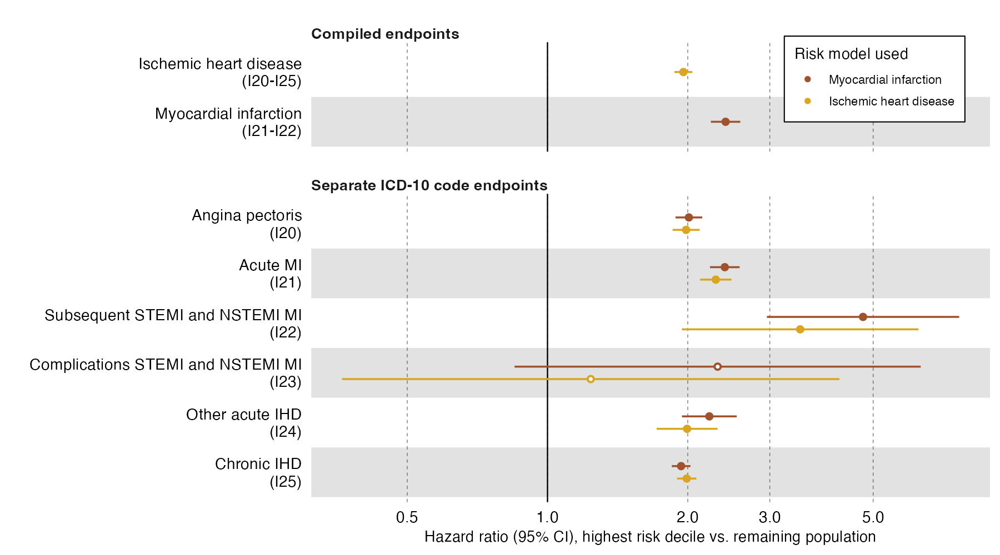 Compiled endpoints
Ischemic heart disease
(I20-I25)
Myocardial infarction
(I21-I22)
Risk model used
Myocardial infarction
Ischemic heart disease
Separate ICD-10 code endpoints
Angina pectoris
(I20)
Acute MI
(I21)
Subsequent STEMI and NSTEMI MI
(I22)
Complications STEMI and NSTEMI MI
(I23)
Other acute IHD
(I24)
Chronic IHD
(I25)
0.5 1.0 2.0 3.0 5.0
Hazard ratio (95% CI), highest risk decile vs. remaining population